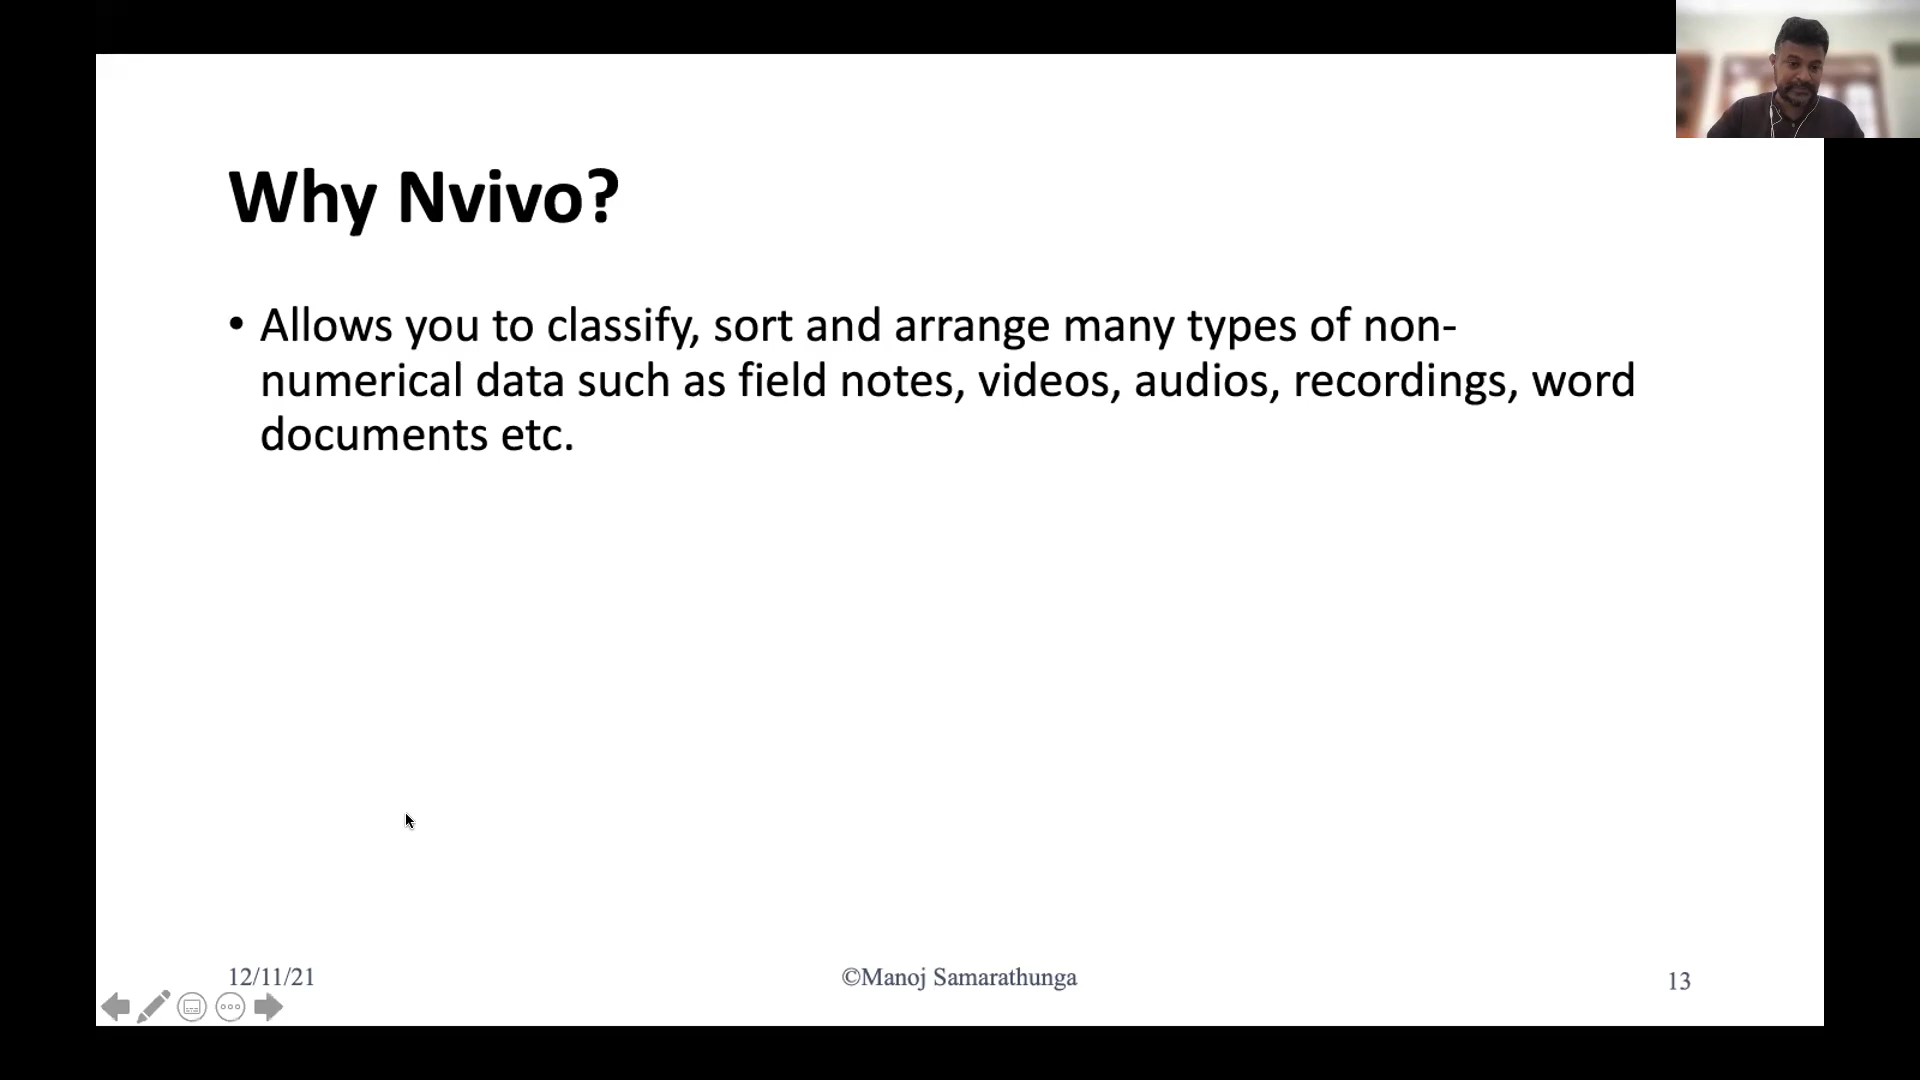 Why Nvivo?
• Allows you to classify, sort and arrange many types of non-
numerical data such as field notes, videos, audios, recordings, word
documents etc.
12/11/21
©Manoj Samarathunga
13